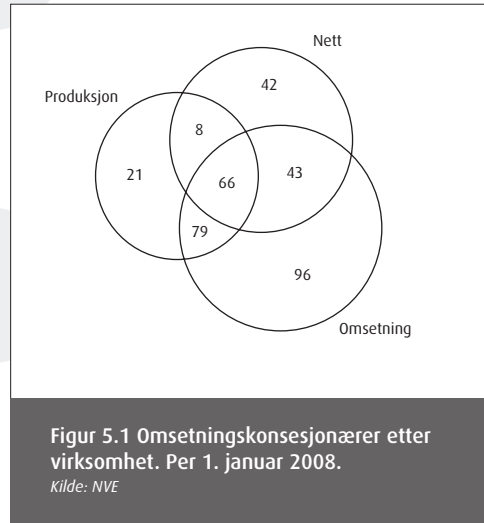 Nett
42
Produksjon
8
21
66
43
79
96
Omsetning
Figur 5.1 Omsetningskonsesjonærer etter
virksomhet. Per 1. januar 2008.
Kilde: NVE